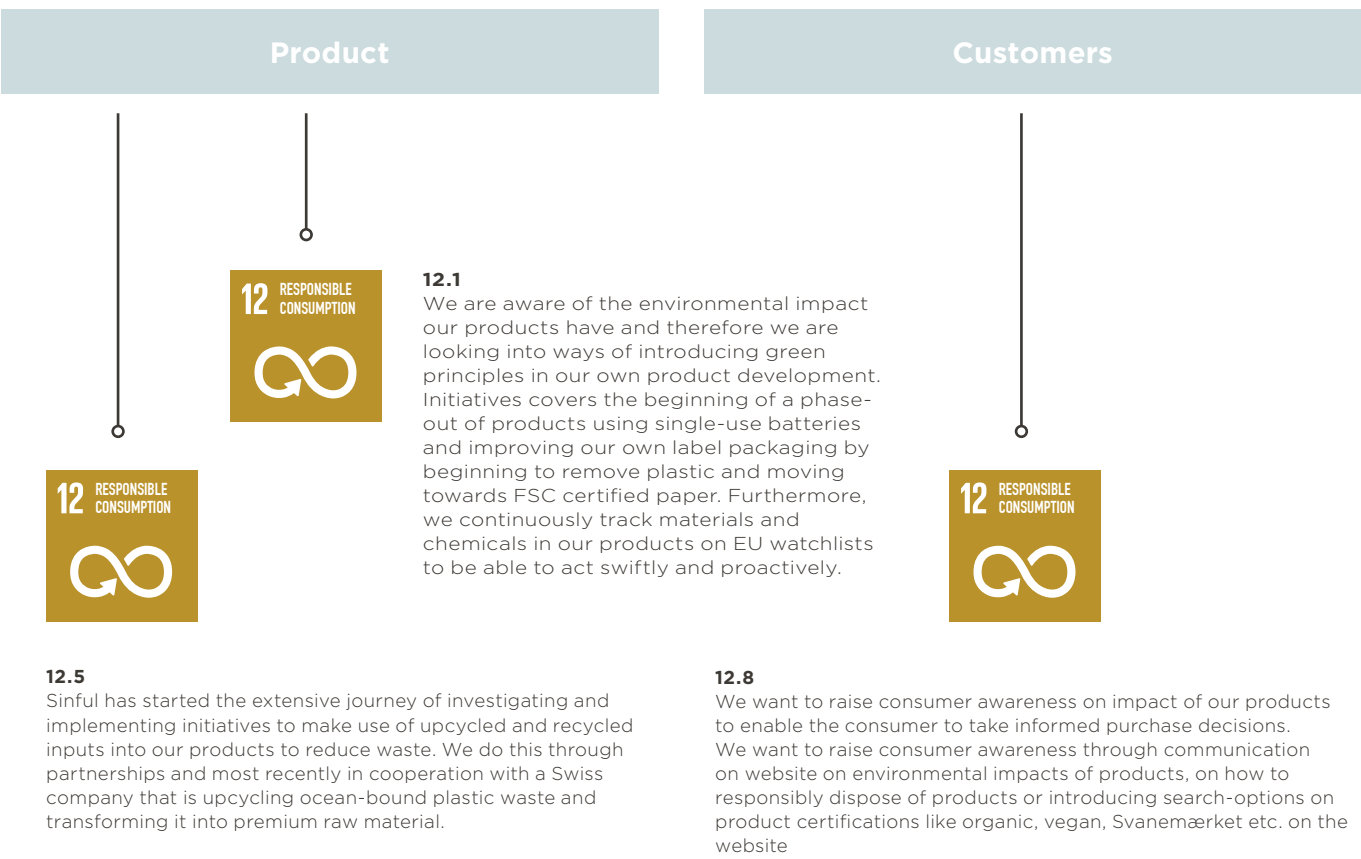 Product
Customers
12 RESPONSIBLE
CONSUMPTION
12.1
We are aware of the environmental impact
our products have and therefore we are
looking into ways of introducing green
principles in our own product development.
Initiatives covers the beginning of a phase-
out of products using single-use batteries
and improving our own label packaging by
beginning to remove plastic and moving
towards FSC certified paper. Furthermore,
we continuously track materials and
chemicals in our products on EU watchlists
to be able to act swiftly and proactively.
12 RESPONSIBLE
CONSUMPTION
12.5
Sinful has started the extensive journey of investigating and
implementing initiatives to make use of upcycled and recycled
inputs into our products to reduce waste. We do this through
partnerships and most recently in cooperation with a Swiss
company that is upcycling ocean-bound plastic waste and
transforming it into premium raw material.
12 RESPONSIBLE
CONSUMPTION
12.8
We want to raise consumer awareness on impact of our products
to enable the consumer to take informed purchase decisions.
We want to raise consumer awareness through communication
on website on environmental impacts of products, on how to
responsibly dispose of products or introducing search-options on
product certifications like organic, vegan, Svanemærket etc. on the
website